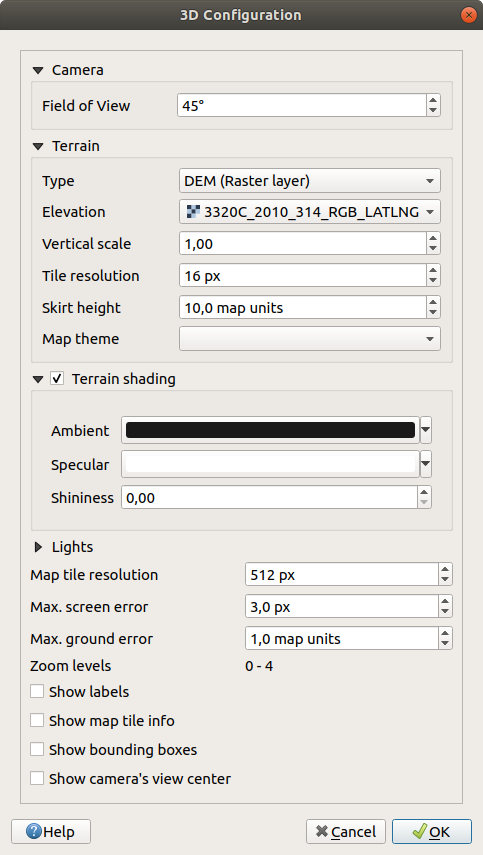 3D Configuration
Camera
Field of View 45°
Terrain
Type DEM (Raster layer)
Elevation 3320C_2010_314_RGB_LATLNG
Vertical scale 1,00
Tile resolution 16 px
Skirt height 10,0 map units
Map theme
Terrain shading
Ambient
Specular
Shininess 0,00
Lights
Map tile resolution 512 px
Max. screen error 3,0 px
Max. ground error 1,0 map units
Zoom levels 0 - 4
Show labels
Show map tile info
Show bounding boxes
Show camera's view center
Help Cancel OK